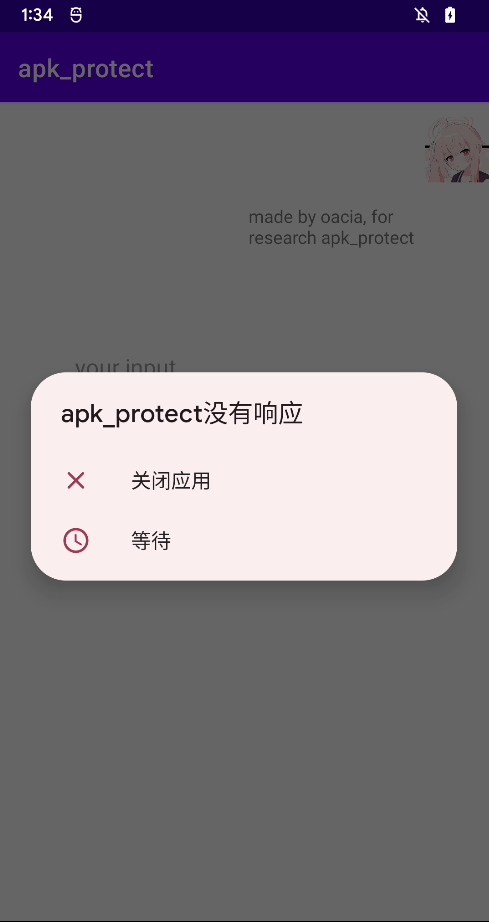 1:34
apk_protect
made by oacia, for
research apk_protect
your input
apk_protect没有响应
关闭应用
等待